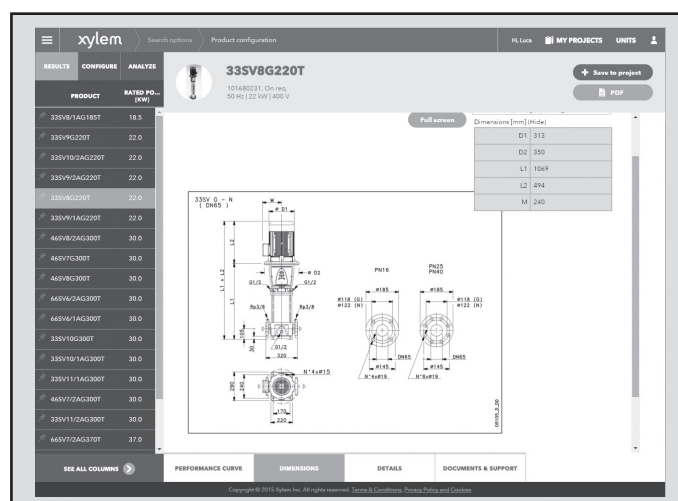 xylem
Search options
Product configuration
Hi, Luca
MY PROJECTS
UNITS
RESULTS
CONFIGURE
ANALYZE
33SV8G220T
101680231, On req.
50 Hz | 22 kW | 400 V
+ Save to project
PDF
PRODUCT
RATED PO...
[KW]
33SV8/1AG185T 18.5
33SV9G220T 22.0
33SV10/2AG220T 22.0
33SV9/2AG220T 22.0
33SV8G220T 22.0
33SV9/1AG220T 22.0
46SV8/2AG300T 30.0
46SV7G300T 30.0
46SV8G300T 30.0
66SV6/2AG300T 30.0
66SV6/1AG300T 30.0
33SV10G300T 30.0
33SV10/1AG300T 30.0
33SV11/1AG300T 30.0
46SV7/2AG300T 30.0
33SV11/2AG300T 30.0
66SV7/2AG370T 37.0
SEE ALL COLUMNS
Full screen
Dimensions [mm] (Hide)
D1 313
D2 350
L1 1069
L2 494
M 240
33SV G - N
( DN65 )
M
ø D1
L2
L1 + L2
L1
ø D2
G1/2
G1/2
Rp3/8
Rp3/8
105
30
G1/2
320
N°4xø15
290
240
170
220
PN16
ø185
ø118 (G)
ø122 (N)
DN65
ø145
N°4xø19
PN25
PN40
ø185
ø118 (G)
ø122 (N)
DN65
ø145
N°8xø19
05105_D_DD
PERFORMANCE CURVE
DIMENSIONS
DETAILS
DOCUMENTS & SUPPORT
Copyright © 2015 Xylem Inc. All rights reserved. Terms & Conditions, Privacy Policy and Cookies